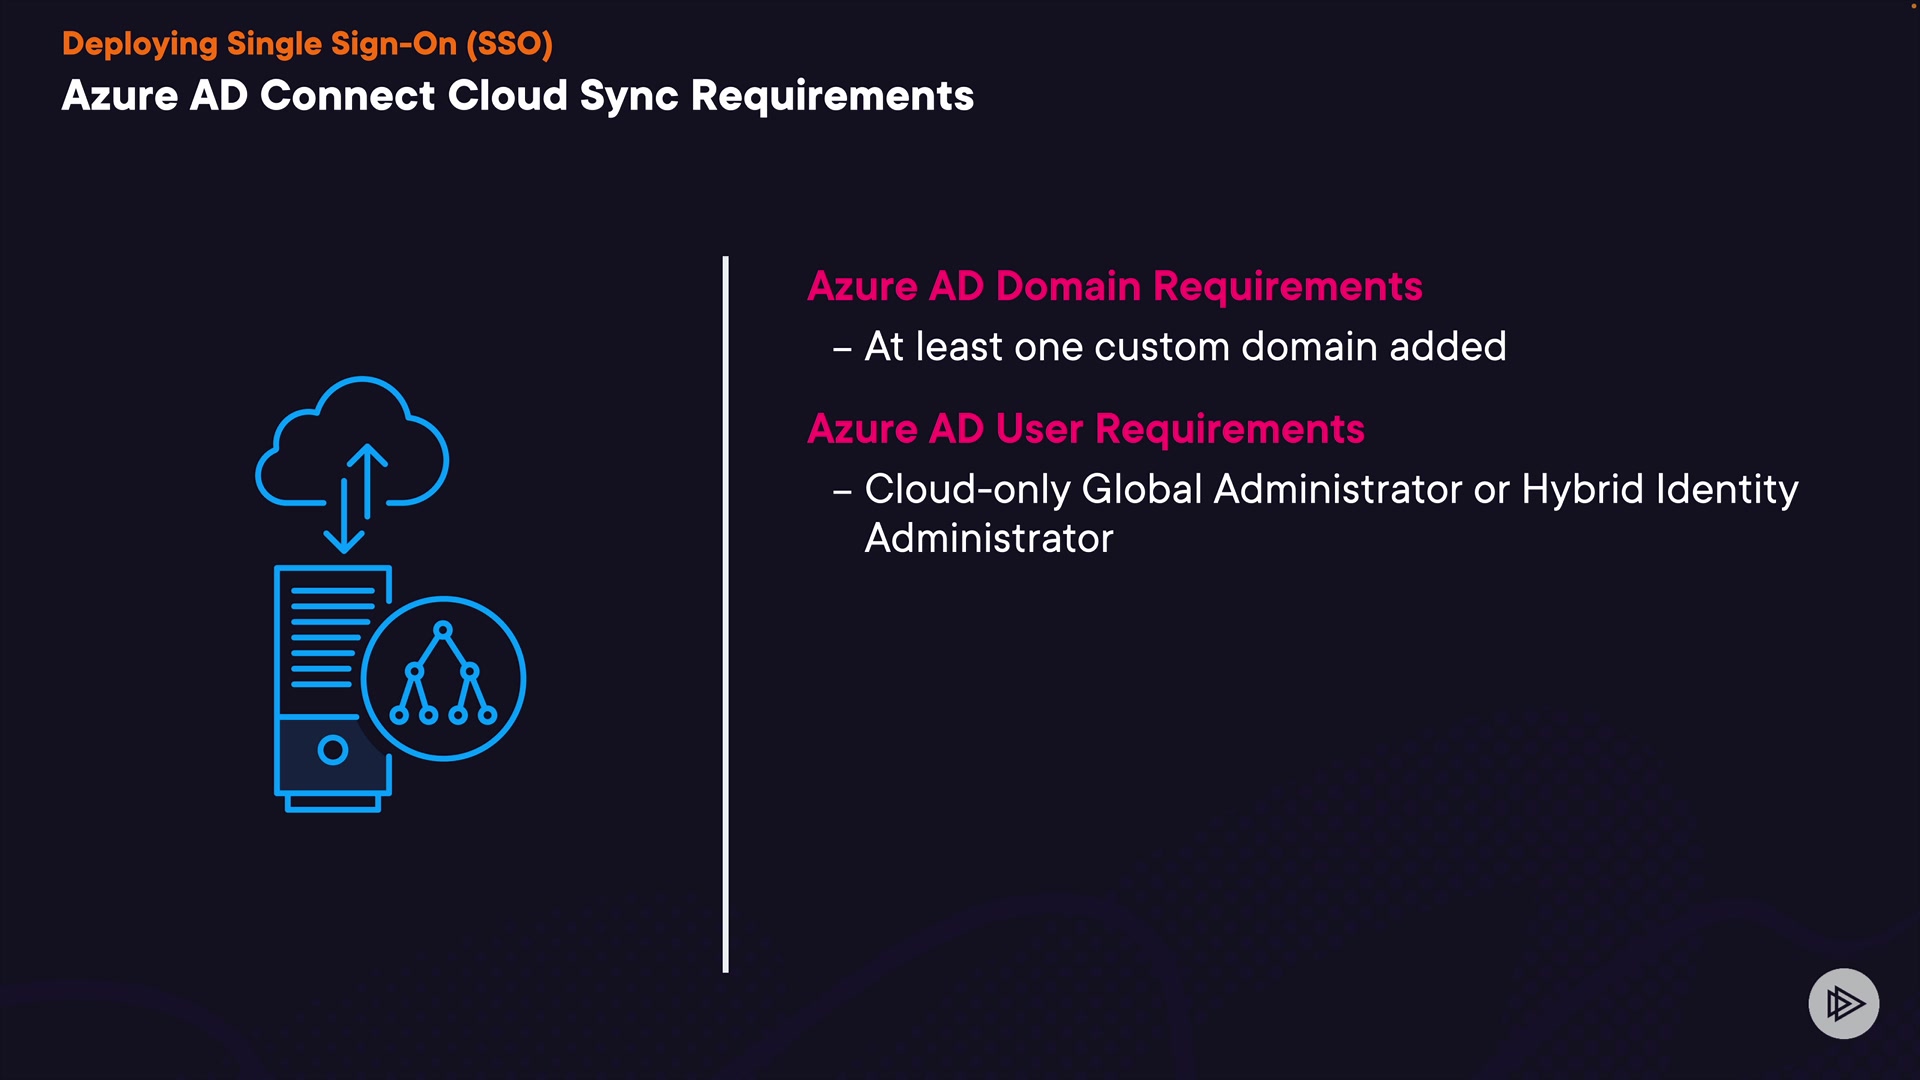 Deploying Single Sign-On (SSO)
Azure AD Connect Cloud Sync Requirements
Azure AD Domain Requirements
– At least one custom domain added
Azure AD User Requirements
– Cloud-only Global Administrator or Hybrid Identity
Administrator